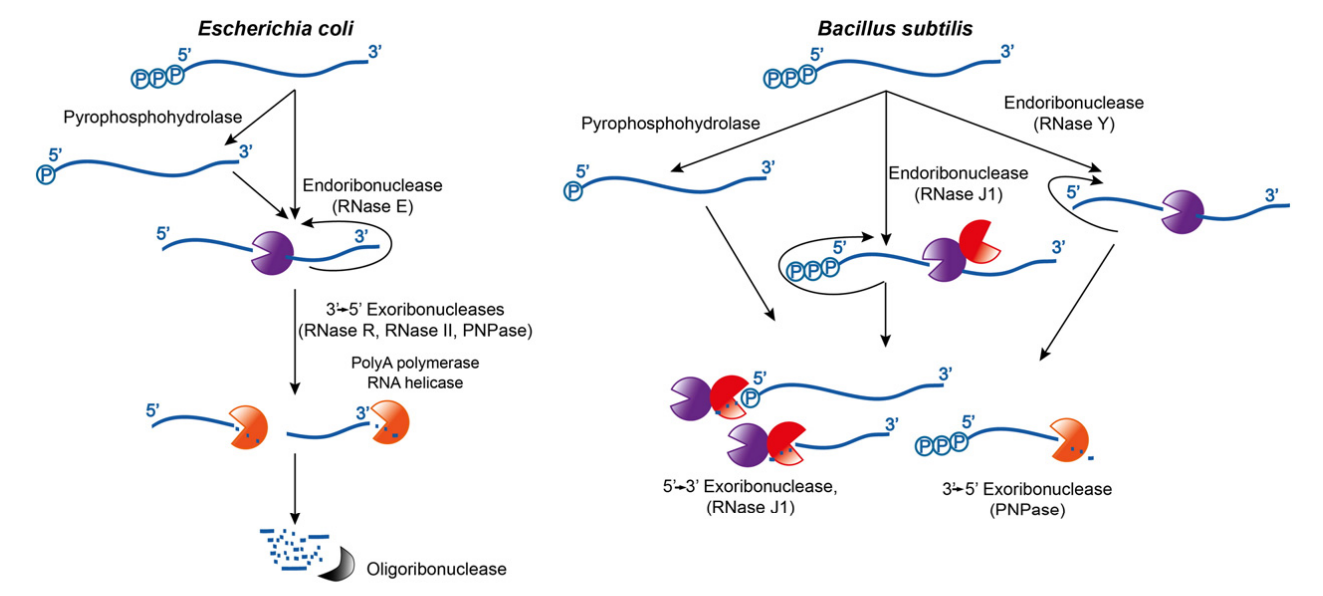 Escherichia coli
5’
3’
PPP
Pyrophosphohydrolase
5’
3’
P
Endoribonuclease
(RNase E)
5’
3’
3’→5’ Exoribonucleases
(RNase R, RNase II, PNPase)
PolyA polymerase
RNA helicase
5’
3’
Oligoribonuclease
Bacillus subtilis
5’
3’
PPP
Pyrophosphohydrolase
5’
3’
P
Endoribonuclease
(RNase J1)
5’
3’
PPP
Endoribonuclease
(RNase Y)
5’
3’
5’
3’
P
3’
5’→3’ Exoribonuclease,
(RNase J1)
5’
PPP
3’→5’ Exoribonuclease
(PNPase)